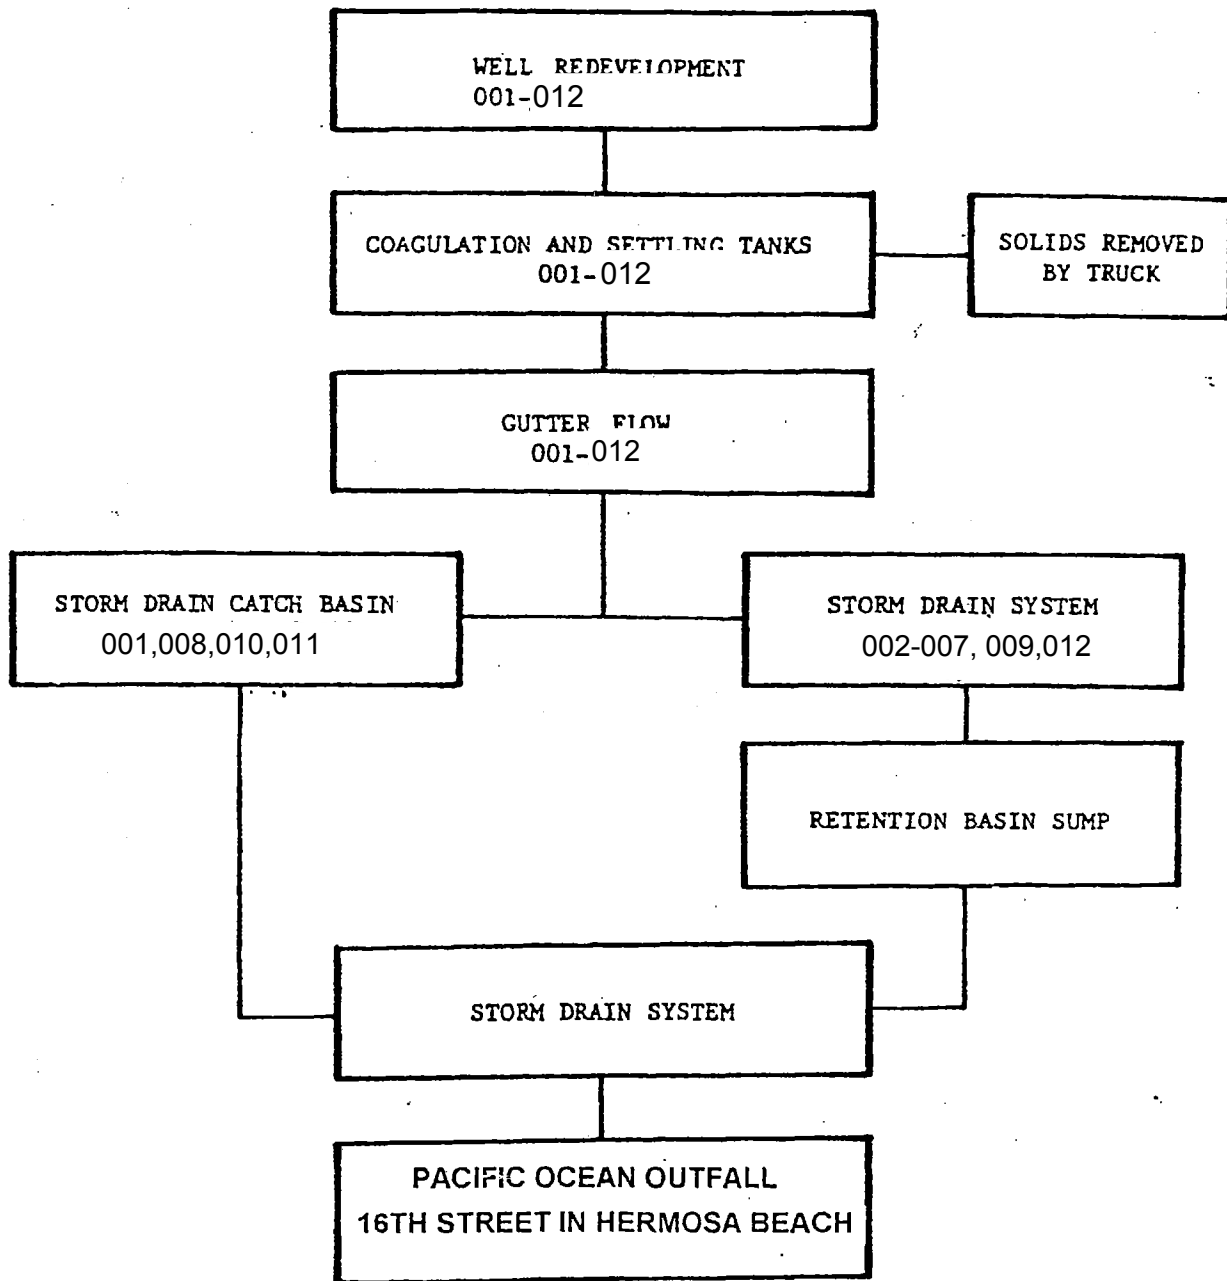 WELL REDEVELOPMENT
001-012
COAGULATION AND SETTLING TANKS
001-012
SOLIDS REMOVED
BY TRUCK
GUTTER FLOW
001-012
STORM DRAIN CATCH BASIN
001,008,010,011
STORM DRAIN SYSTEM
002-007, 009,012
RETENTION BASIN SUMP
STORM DRAIN SYSTEM
PACIFIC OCEAN OUTFALL
16TH STREET IN HERMOSA BEACH